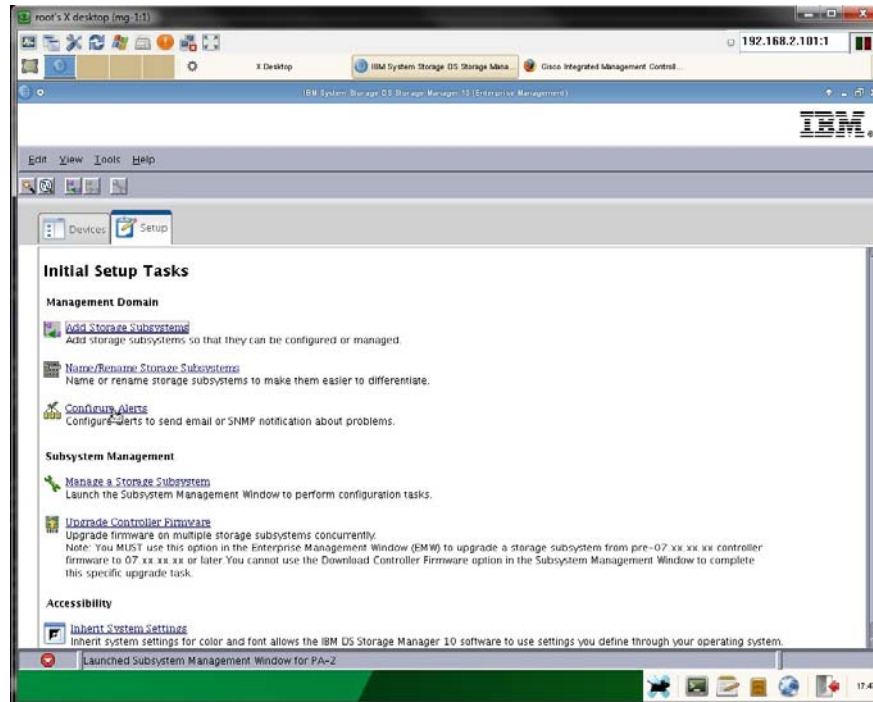 root's X desktop (mg-1:1)
192.168.2.101:1
X Desktop
IBM System Storage DS Storage Mana...
Cisco Integrated Management Control...
IBM System Storage DS Storage Manager 10 (Enterprise Management)
IBM
Edit View Tools Help
Devices
Setup
Initial Setup Tasks
Management Domain
Add Storage Subsystems
Add storage subsystems so that they can be configured or managed.
Name/Rename Storage Subsystems
Name or rename storage subsystems to make them easier to differentiate.
Configure Alerts
Configure alerts to send email or SNMP notification about problems.
Subsystem Management
Manage a Storage Subsystem
Launch the Subsystem Management Window to perform configuration tasks.
Upgrade Controller Firmware
Upgrade firmware on multiple storage subsystems concurrently.
Note: You MUST use this option in the Enterprise Management Window (EMW) to upgrade a storage subsystem from pre-07.xx.xx.xx controller
firmware to 07.xx.xx.xx or later. You cannot use the Download Controller Firmware option in the Subsystem Management Window to complete
this specific upgrade task.
Accessibility
Inherit System Settings
Inherit system settings for color and font allows the IBM DS Storage Manager 10 software to use settings you define through your operating system.
Launched Subsystem Management Window for PA-2